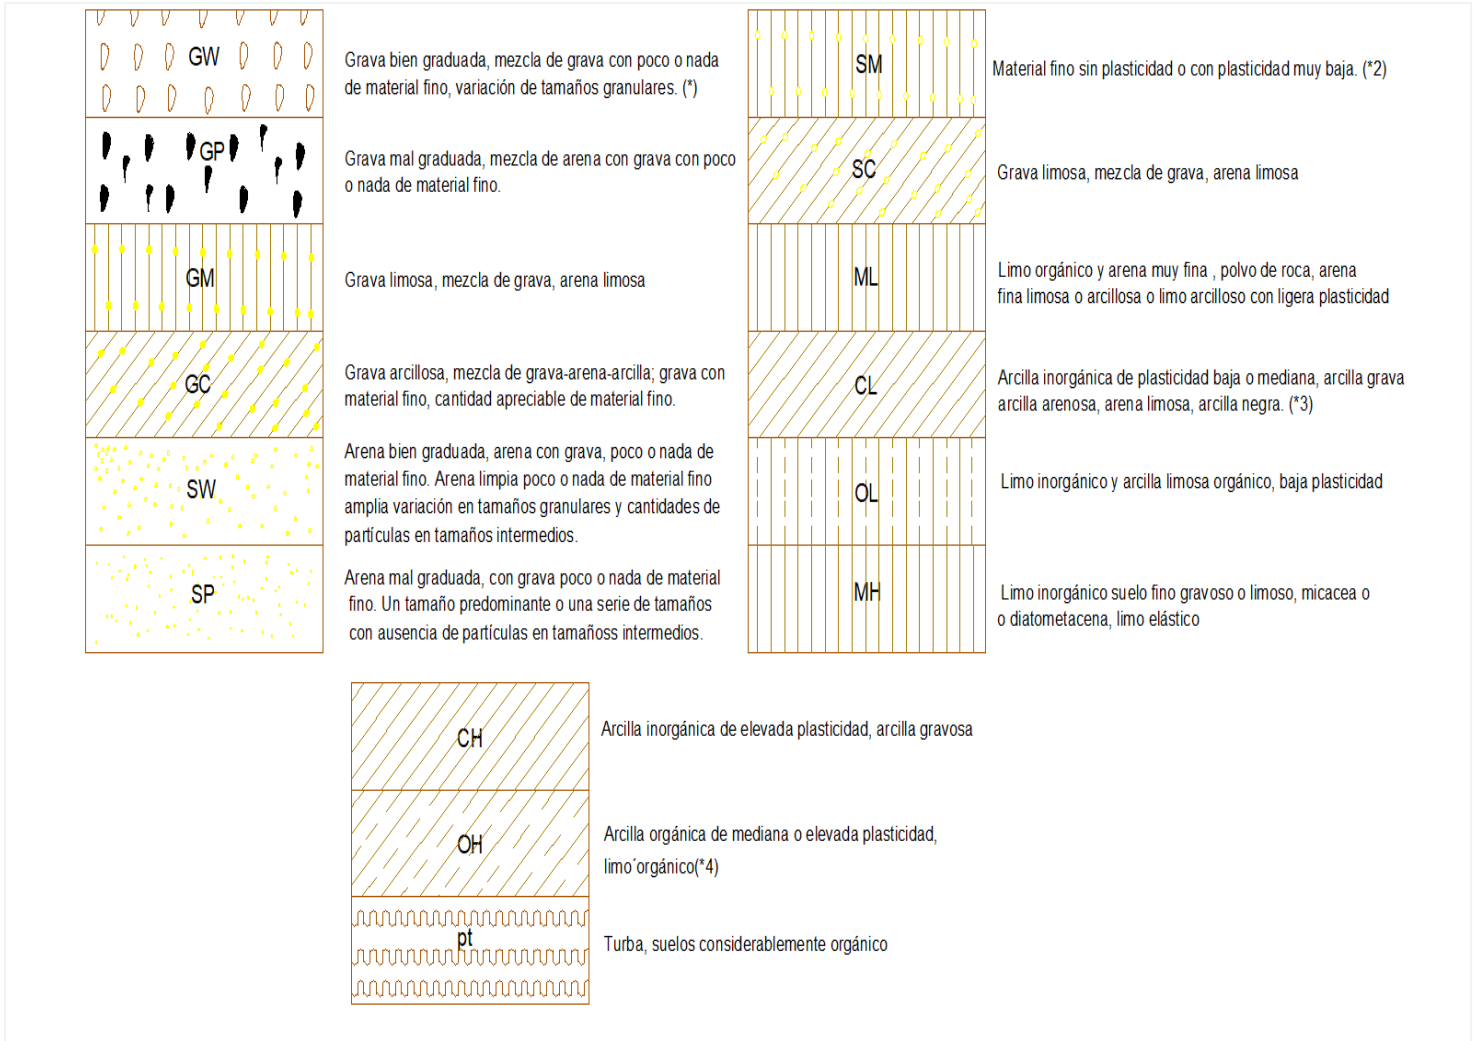 GW
Grava bien graduada, mezcla de grava con poco o nada
de material fino, variación de tamaños granulares. (*)
GP
Grava mal graduada, mezcla de arena con grava con poco
o nada de material fino.
GM
Grava limosa, mezcla de grava, arena limosa
GC
Grava arcillosa, mezcla de grava-arena-arcilla; grava con
material fino, cantidad apreciable de material fino.
SW
Arena bien graduada, arena con grava, poco o nada de
material fino. Arena limpia poco o nada de material fino
amplia variación en tamaños granulares y cantidades de
partículas en tamaños intermedios.
SP
Arena mal graduada, con grava poco o nada de material
fino. Un tamaño predominante o una serie de tamaños
con ausencia de partículas en tamañoss intermedios.
SM
Material fino sin plasticidad o con plasticidad muy baja. (*2)
SC
Grava limosa, mezcla de grava, arena limosa
ML
Limo orgánico y arena muy fina , polvo de roca, arena
fina limosa o arcillosa o limo arcilloso con ligera plasticidad
CL
Arcilla inorgánica de plasticidad baja o mediana, arcilla grava
arcilla arenosa, arena limosa, arcilla negra. (*3)
OL
Limo inorgánico y arcilla limosa orgánico, baja plasticidad
MH
Limo inorgánico suelo fino gravoso o limoso, micacea o
o diatometacena, limo elástico
CH
Arcilla inorgánica de elevada plasticidad, arcilla gravosa
OH
Arcilla orgánica de mediana o elevada plasticidad,
limo´orgánico(*4)
pt
Turba, suelos considerablemente orgánico